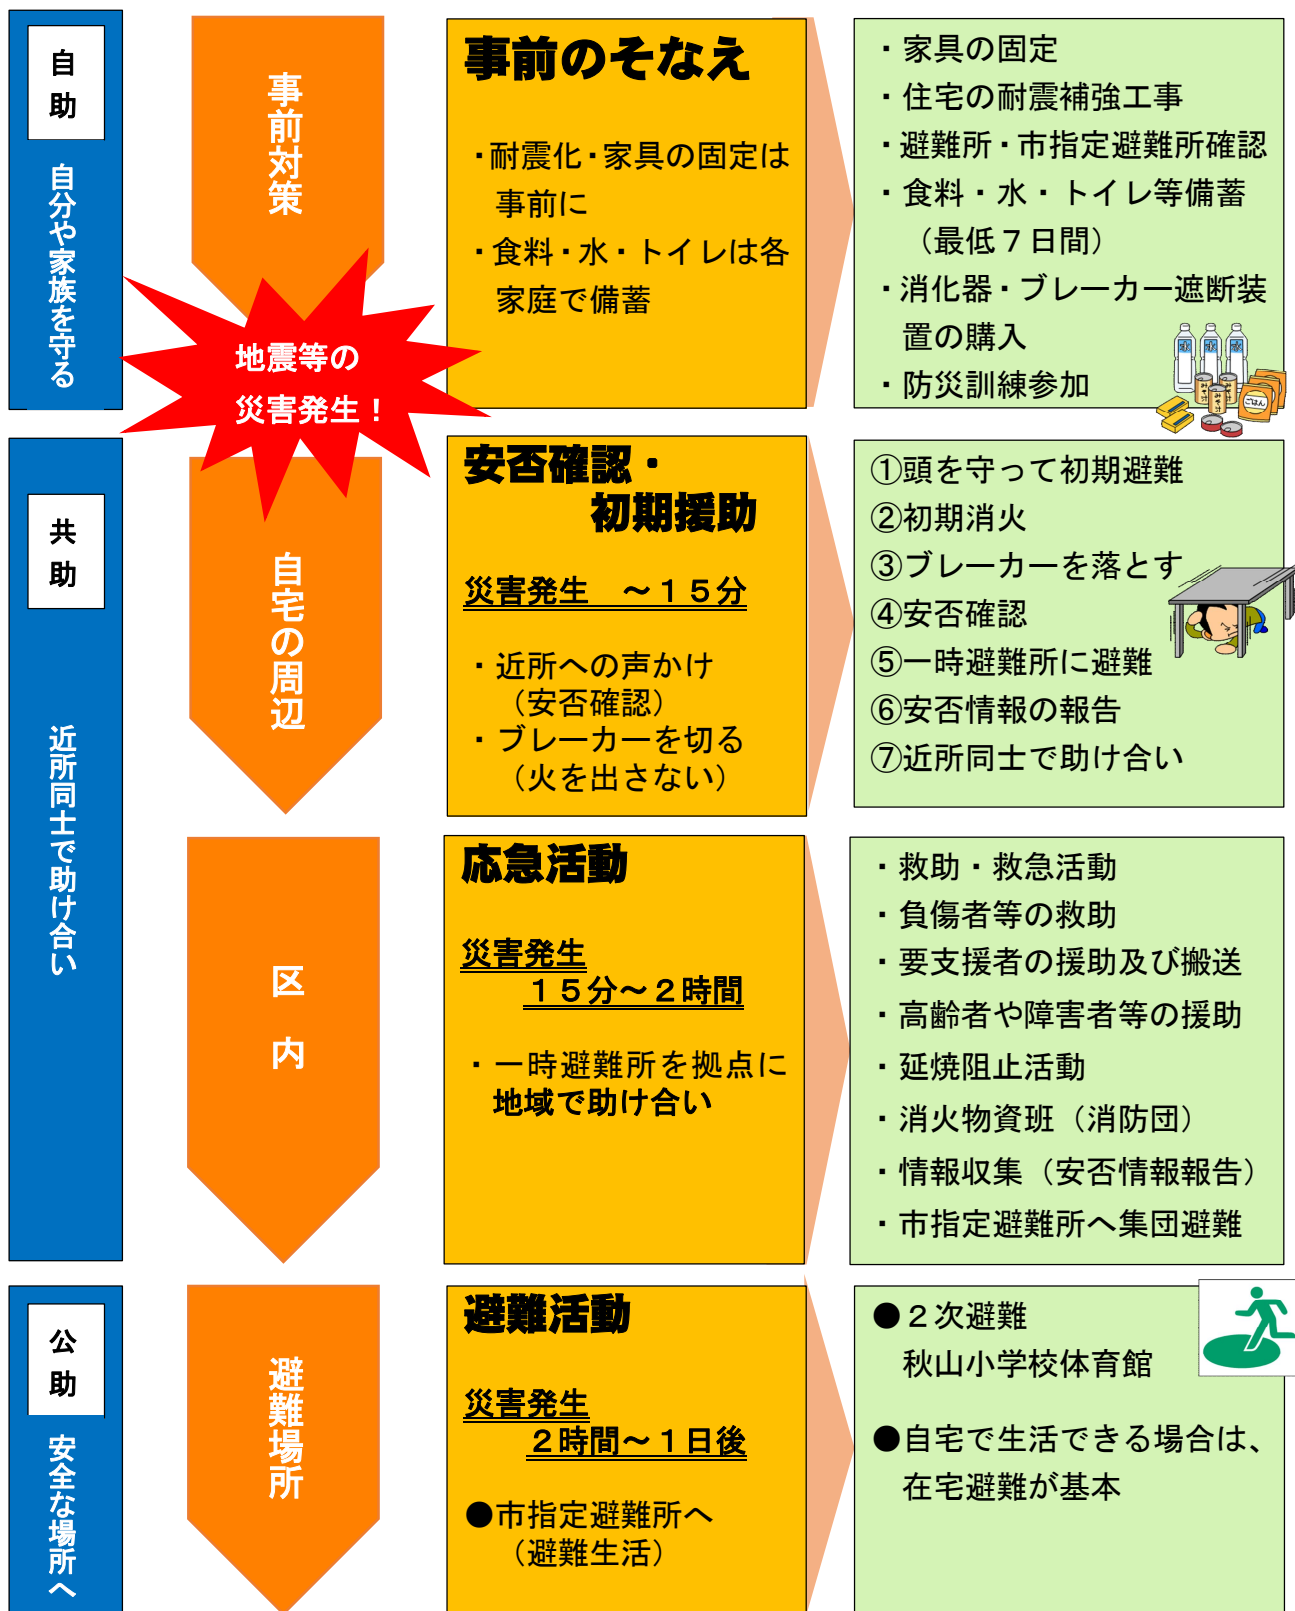 自
助
自分や家族を守る
事前対策
事前のそなえ
・耐震化・家具の固定は
事前に
・食料・水・トイレは各
家庭で備蓄
・家具の固定
・住宅の耐震補強工事
・避難所・市指定避難所確認
・食料・水・トイレ等備蓄
（最低７日間）
・消化器・ブレーカー遮断装
置の購入
・防災訓練参加
水
水
水
みそ汁
みそ汁
ごはん
地震等の
災害発生！
共
助
近所同士で助け合い
自宅の周辺
安否確認・
初期援助
災害発生　～１５分
・近所への声かけ
（安否確認）
・ブレーカーを切る
（火を出さない）
①頭を守って初期避難
②初期消火
③ブレーカーを落とす
④安否確認
⑤一時避難所に避難
⑥安否情報の報告
⑦近所同士で助け合い
区
内
応急活動
災害発生
１５分～２時間
・一時避難所を拠点に
地域で助け合い
・救助・救急活動
・負傷者等の救助
・要支援者の援助及び搬送
・高齢者や障害者等の援助
・延焼阻止活動
・消火物資班（消防団）
・情報収集（安否情報報告）
・市指定避難所へ集団避難
公
助
安全な場所へ
避難場所
避難活動
災害発生
２時間～１日後
●市指定避難所へ
（避難生活）
●２次避難
秋山小学校体育館
●自宅で生活できる場合は、
在宅避難が基本